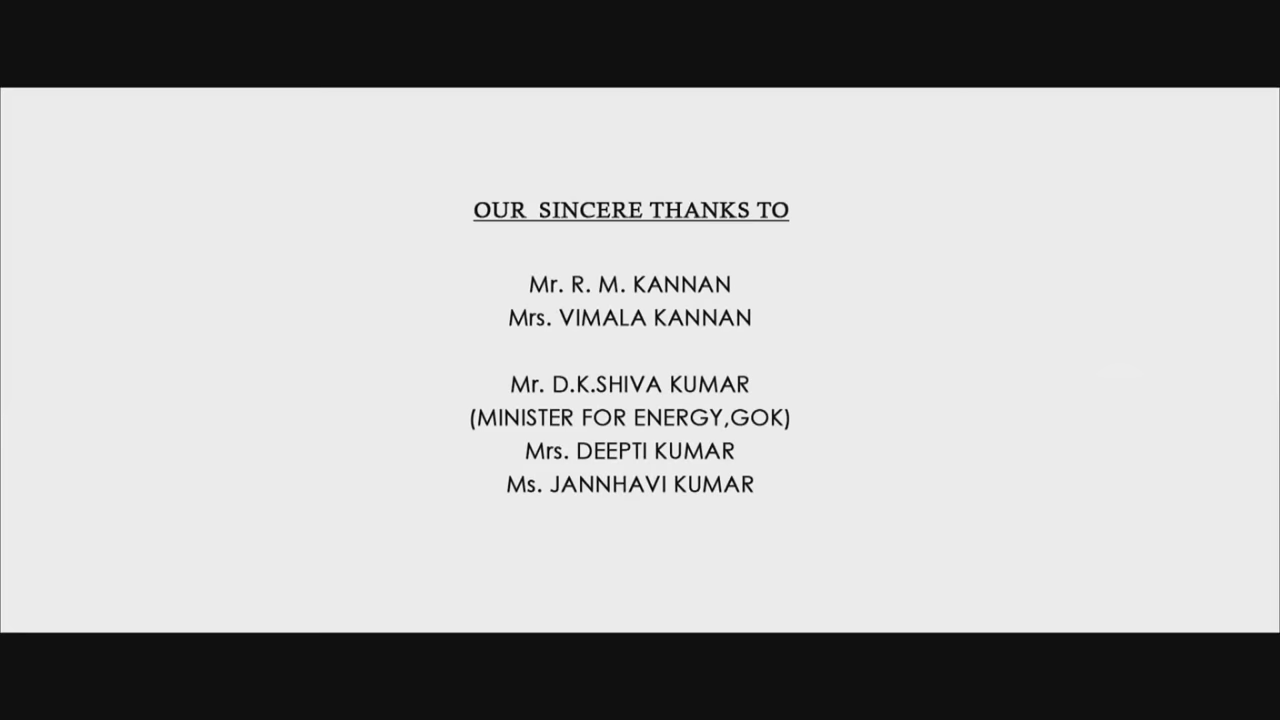 OUR SINCERE THANKS TO
Mr. R. M. KANNAN
Mrs. VIMALA KANNAN
Mr. D.K.SHIVA KUMAR
(MINISTER FOR ENERGY,GOK)
Mrs. DEEPTI KUMAR
Ms. JANNHAVI KUMAR